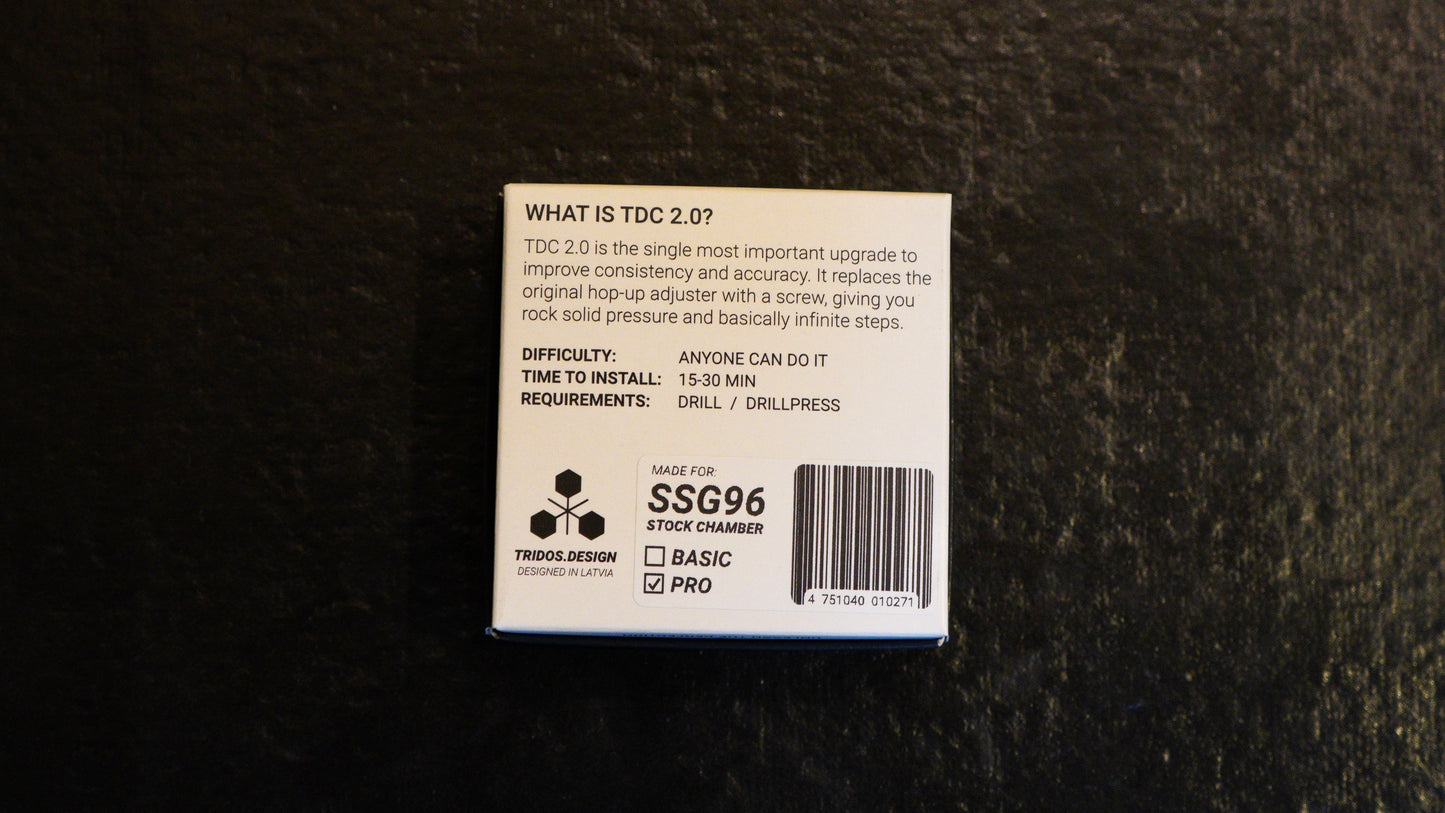 WHAT IS TDC 2.0?
TDC 2.0 is the single most important upgrade to
improve consistency and accuracy. It replaces the
original hop-up adjuster with a screw, giving you
rock solid pressure and basically infinite steps.
DIFFICULTY: ANYONE CAN DO IT
TIME TO INSTALL: 15-30 MIN
REQUIREMENTS: DRILL / DRILLPRESS
TRIDOS.DESIGN
DESIGNED IN LATVIA
MADE FOR:
SSG96
STOCK CHAMBER
BASIC
PRO
4 751040 010271